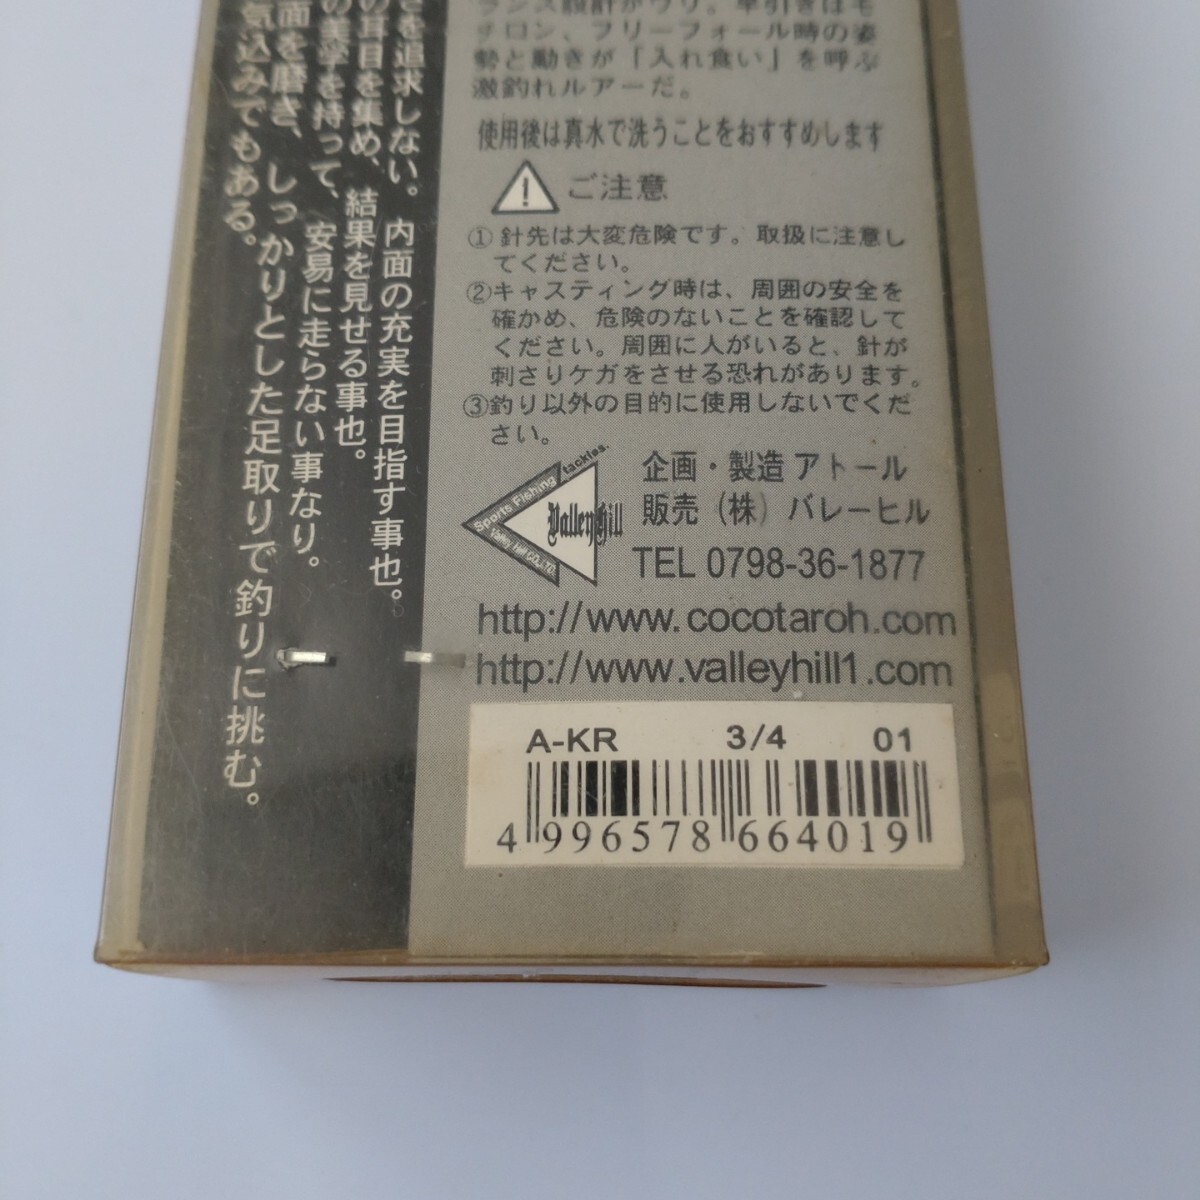 さを追求しない。内面の充実を目指す事也。
の耳目を集め、結果を見せる事也。
の美学を持って、安易に走らない事なり。
面を磨き、しっかりとした足取りで釣りに挑む。
気込みでもある。
ランス設計がウリ。早引きはモ
チロン、フリーフォール時の姿
勢と動きが「入れ食い」を呼ぶ
激釣れルアーだ。
使用後は真水で洗うことをおすすめします
ご注意
①針先は大変危険です。取扱に注意し
てください。
②キャスティング時は、周囲の安全を
確かめ、危険のないことを確認して
ください。周囲に人がいると、針が
刺さりケガをさせる恐れがあります。
③釣り以外の目的に使用しないでくだ
さい。
Sports Fishing tackles.
Valley Hill
Valley Hill CO.,LTD.
企画・製造 アトール
販売（株）バレーヒル
TEL 0798-36-1877
http://www.cocotaroh.com
http://www.valleyhill1.com
A-KR 3/4 01
4996578664019